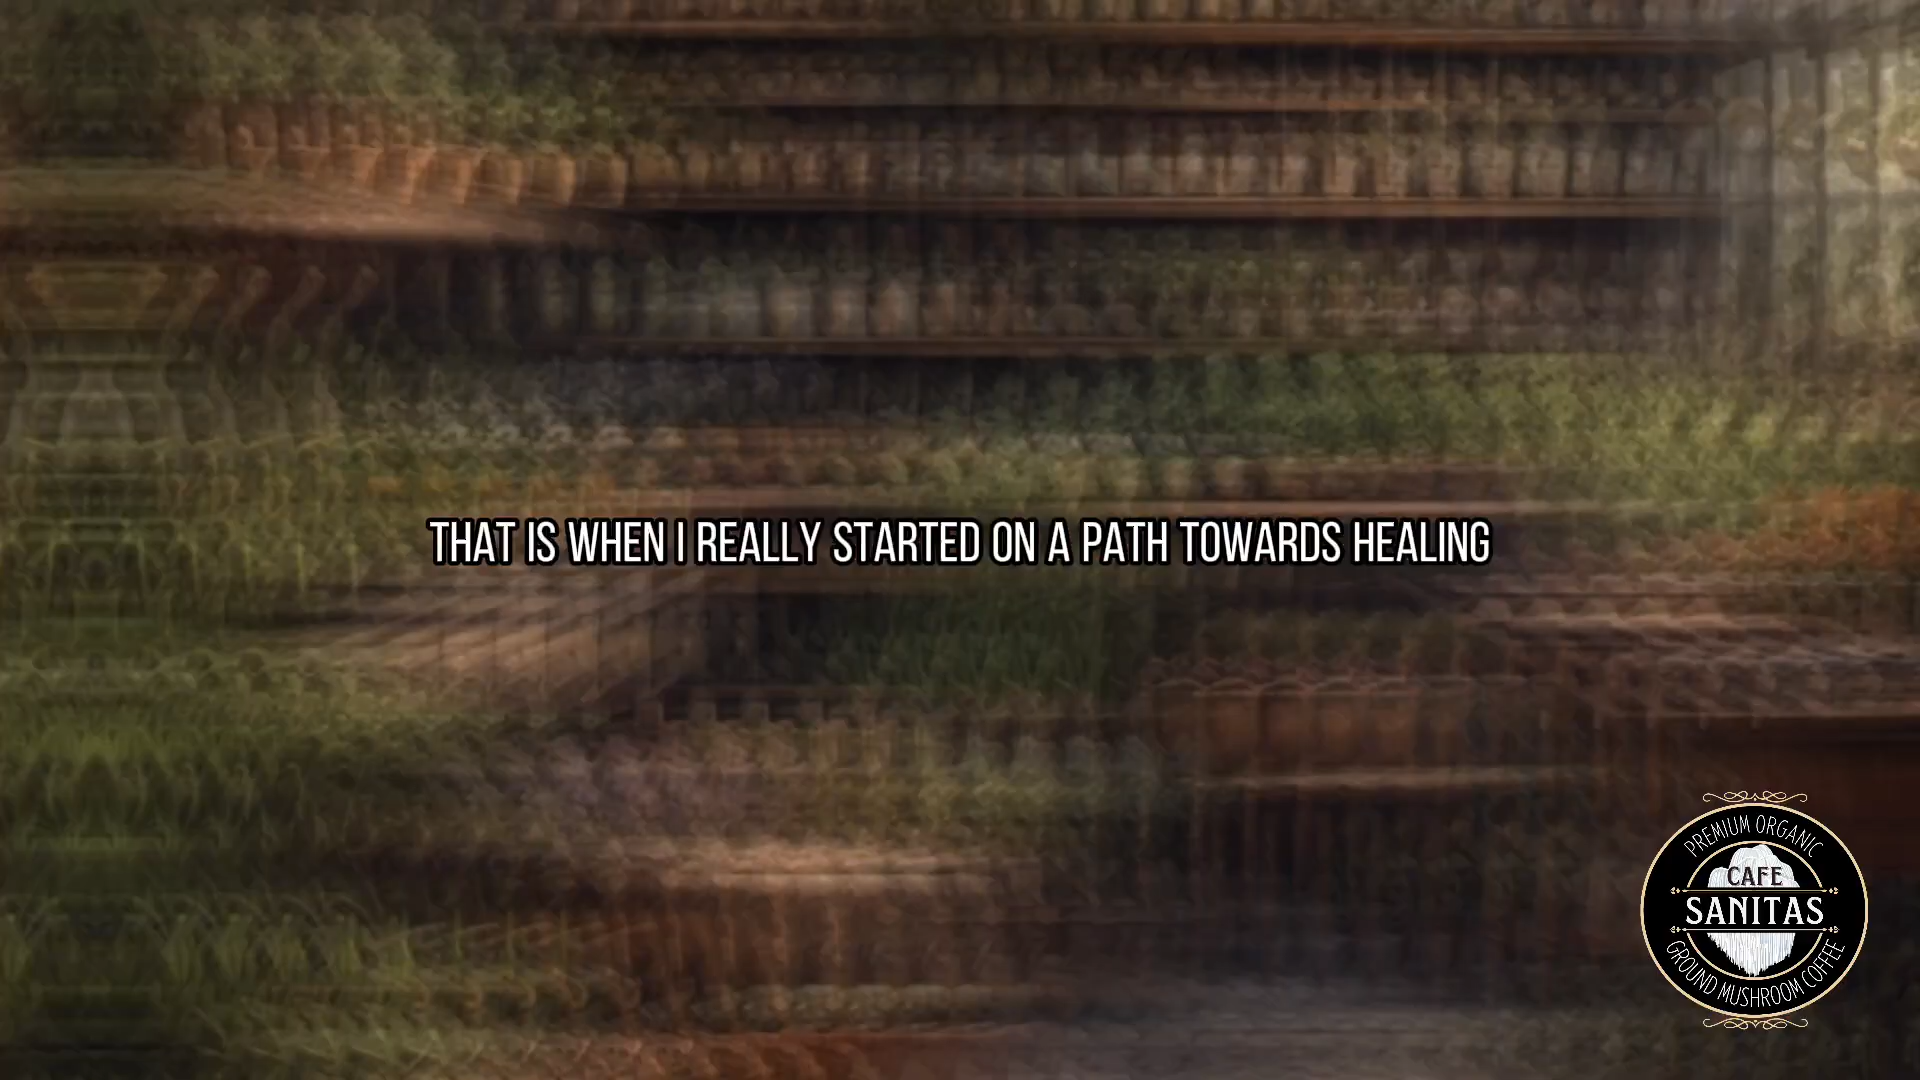 THAT IS WHEN I REALLY STARTED ON A PATH TOWARDS HEALING
PREMIUM ORGANIC
CAFE
SANITAS
GROUND MUSHROOM COFFEE